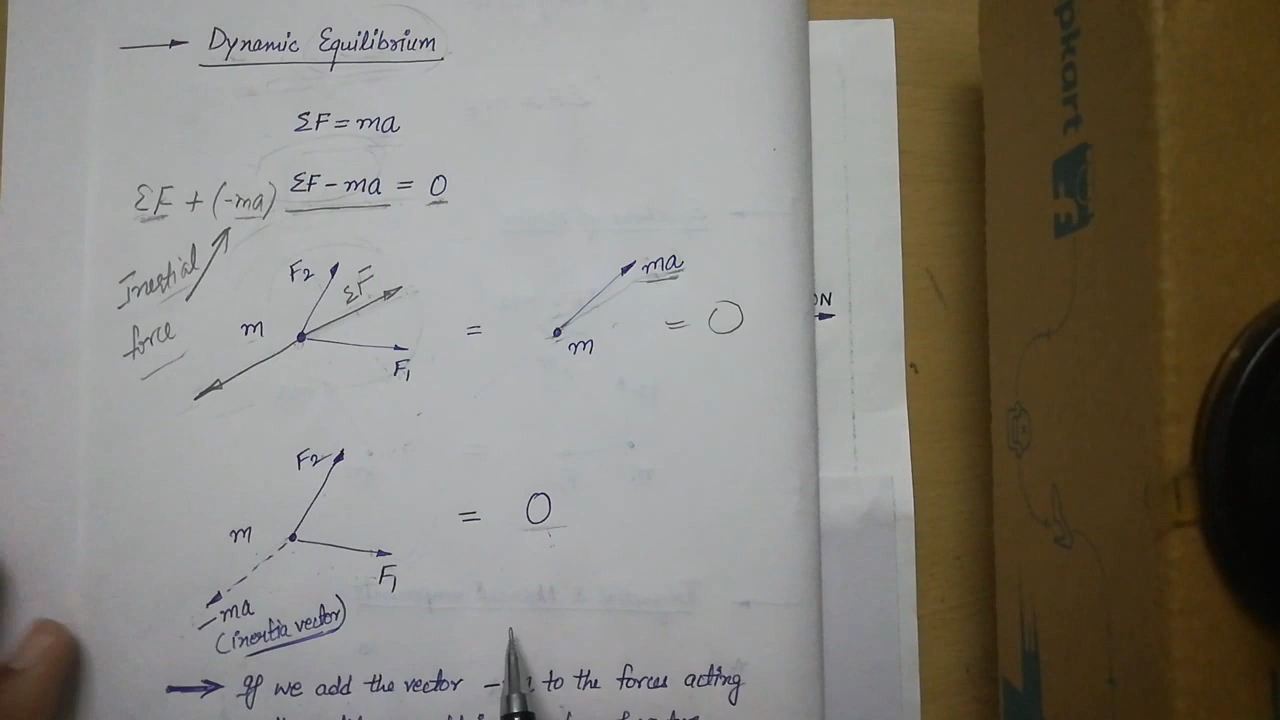 Dynamic Equilibrium
ΣF = ma
ΣF + (-ma) ΣF - ma = 0
Inertial
force
F2
ΣF
m
F1
=
ma
m
= 0
F2
m
F1
= 0
-ma
(inertia vector)
If we add the vector to the forces acting
pkart
N